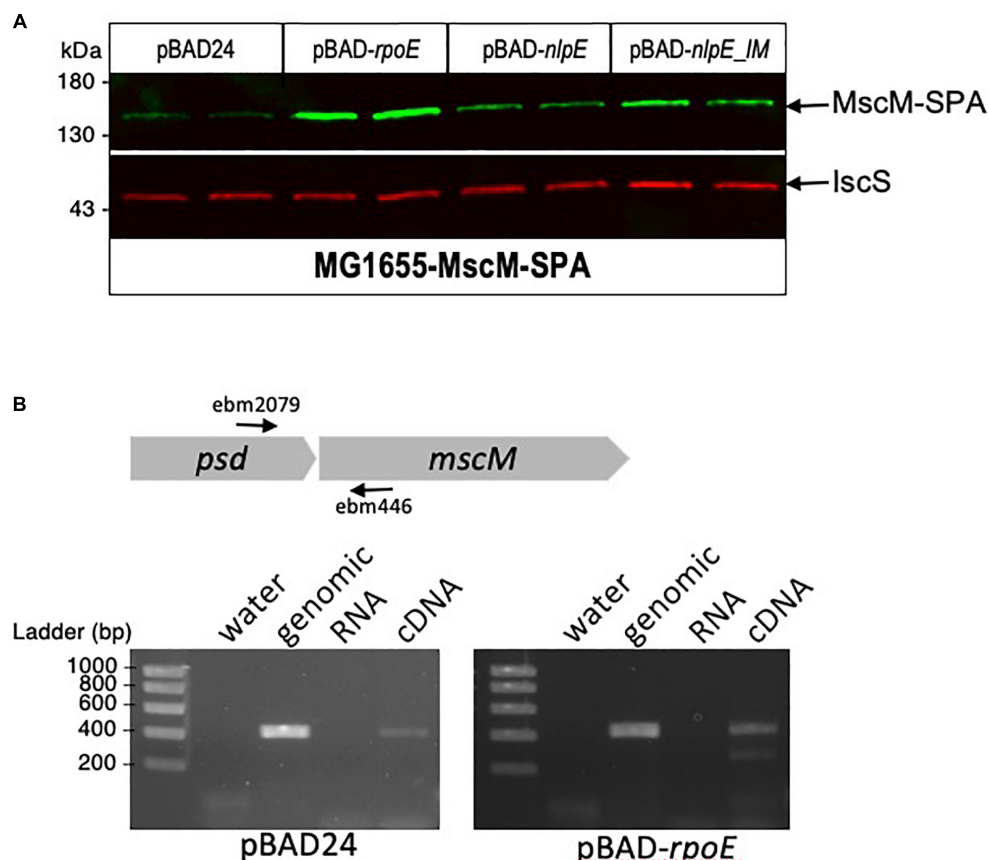 A
kDa
pBAD24 pBAD-rpoE pBAD-nlpE pBAD-nlpE_IM
180
130
MscM-SPA
43
IscS
MG1655-MscM-SPA
B
ebm2079
psd mscM
ebm446
water genomic RNA cDNA water genomic RNA cDNA
Ladder (bp)
1000
800
600
400
200
pBAD24 pBAD-rpoE